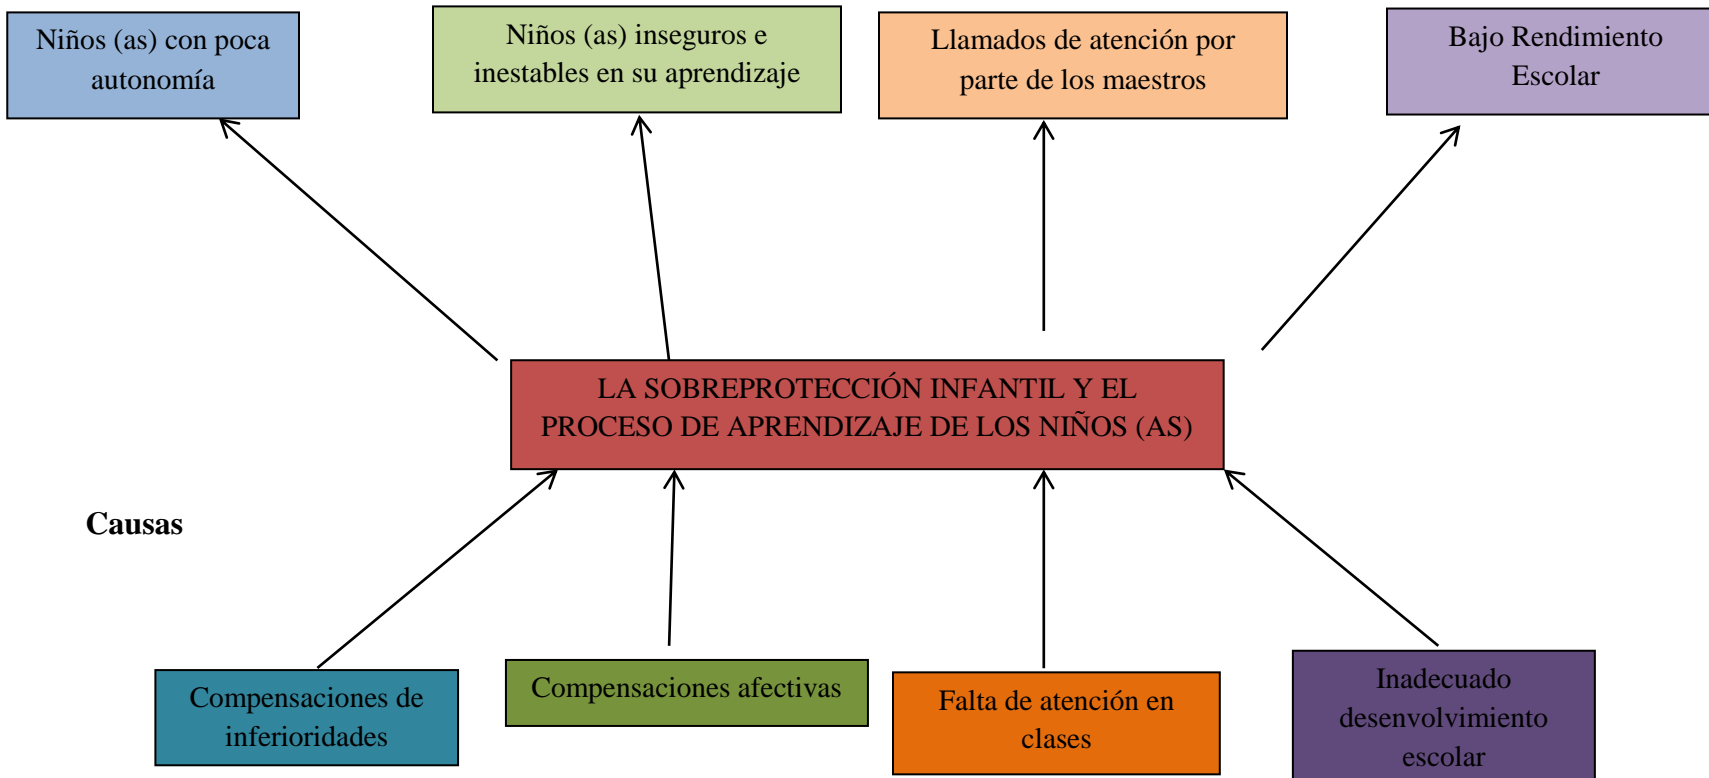 Niños (as) con poca
autonomía
Niños (as) inseguros e
inestables en su aprendizaje
Llamados de atención por
parte de los maestros
Bajo Rendimiento
Escolar
LA SOBREPROTECCIÓN INFANTIL Y EL
PROCESO DE APRENDIZAJE DE LOS NIÑOS (AS)
Causas
Compensaciones de
inferioridades
Compensaciones afectivas
Falta de atención en
clases
Inadecuado
desenvolvimiento
escolar